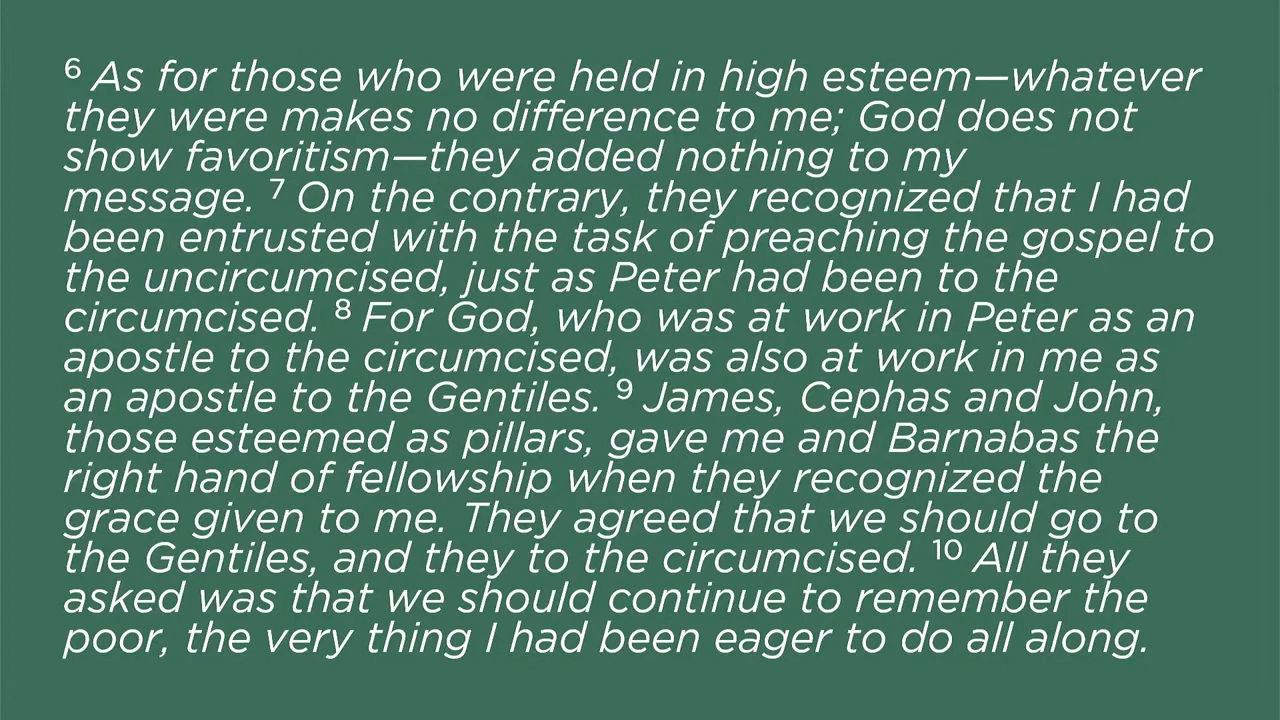 ⁶ As for those who were held in high esteem—whatever
they were makes no difference to me; God does not
show favoritism—they added nothing to my
message. ⁷ On the contrary, they recognized that I had
been entrusted with the task of preaching the gospel to
the uncircumcised, just as Peter had been to the
circumcised. ⁸ For God, who was at work in Peter as an
apostle to the circumcised, was also at work in me as
an apostle to the Gentiles. ⁹ James, Cephas and John,
those esteemed as pillars, gave me and Barnabas the
right hand of fellowship when they recognized the
grace given to me. They agreed that we should go to
the Gentiles, and they to the circumcised. ¹⁰ All they
asked was that we should continue to remember the
poor, the very thing I had been eager to do all along.